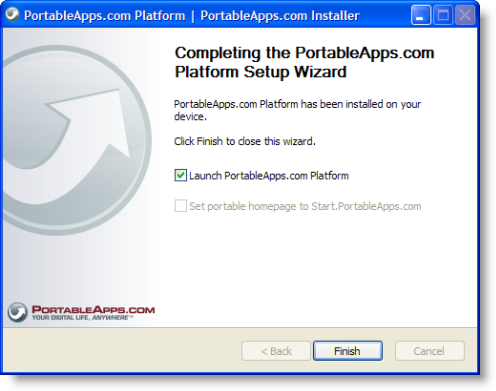 PortableApps.com Platform | PortableApps.com Installer
Completing the PortableApps.com
Platform Setup Wizard
PortableApps.com Platform has been installed on your
device.
Click Finish to close this wizard.
Launch PortableApps.com Platform
Set portable homepage to Start.PortableApps.com
PORTABLEAPPS.COM
YOUR DIGITAL LIFE, ANYWHERE™
< Back
Finish
Cancel